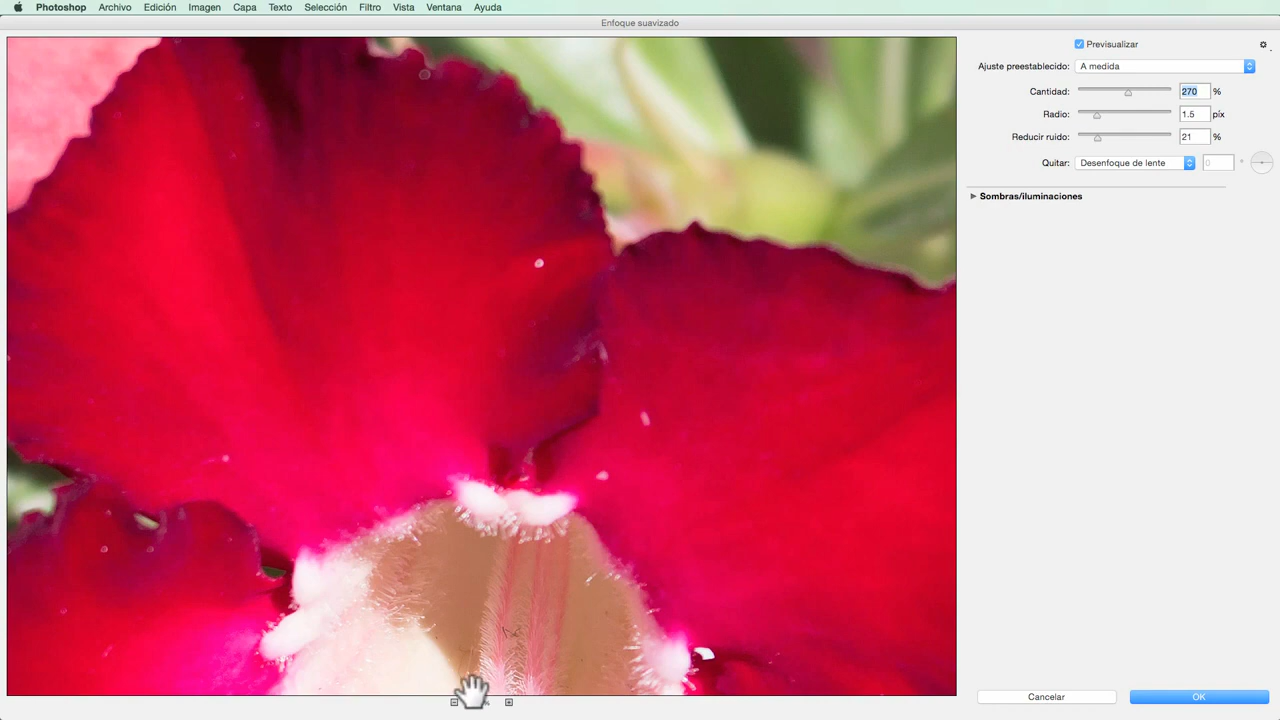 Photoshop Archivo Edición Imagen Capa Texto Selección Filtro Vista Ventana Ayuda
Enfoque suavizado
Previsualizar
Ajuste preestablecido: A medida
Cantidad: 270 %
Radio: 1.5 píx
Reducir ruido: 21 %
Quitar: Desenfoque de lente 0 °
Sombras/iluminaciones
Cancelar OK